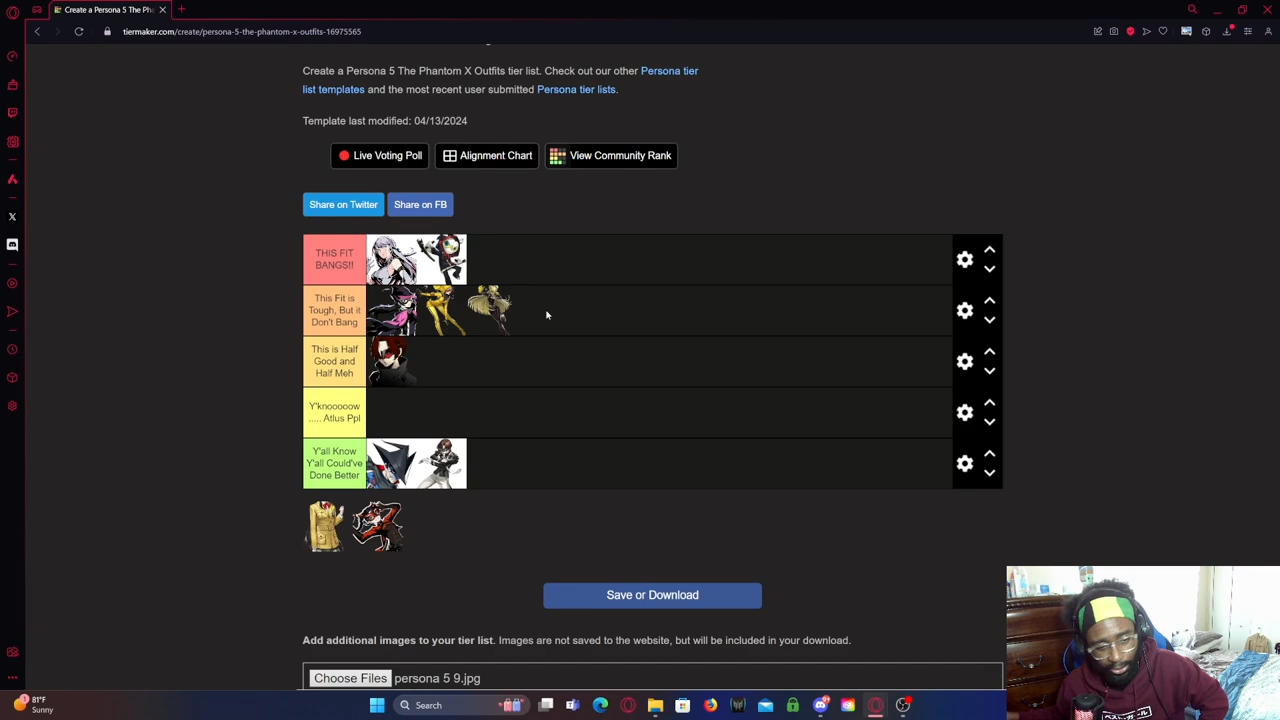 Create a Persona 5 The Ph
tiermaker.com/create/persona-5-the-phantom-x-outfits-16975565
Create a Persona 5 The Phantom X Outfits tier list. Check out our other Persona tier
list templates and the most recent user submitted Persona tier lists.
Template last modified: 04/13/2024
Live Voting Poll
Alignment Chart
View Community Rank
Share on Twitter
Share on FB
THIS FIT
BANGS!!
This Fit is
Tough, But it
Don't Bang
This is Half
Good and
Half Meh
Y'knooooow
..... Atlus Ppl
Y'all Know
Y'all Could've
Done Better
Save or Download
Add additional images to your tier list. Images are not saved to the website, but will be included in your download.
Choose Files persona 5 9.jpg
81°F
Sunny
Search